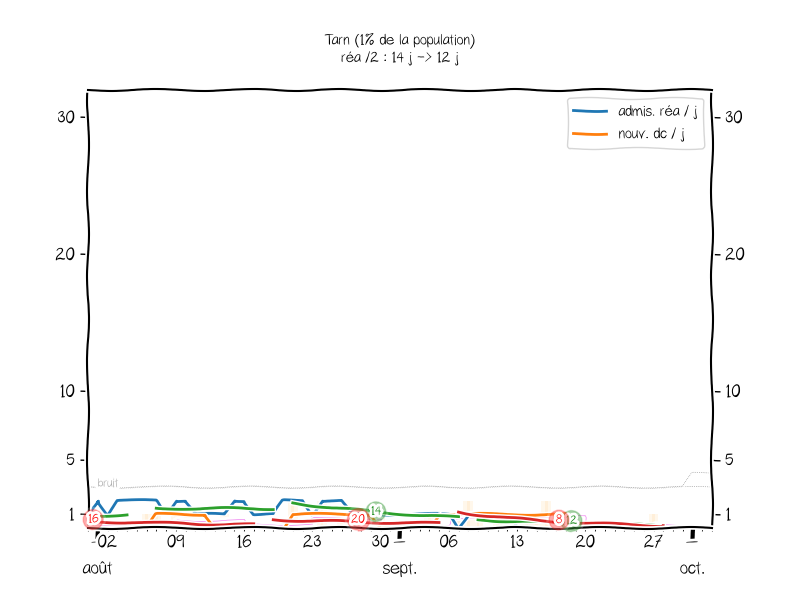 Tarn (1% de la population)
réa /2 : 14 j -> 12 j
admis. réa / j
nouv. dc / j
30 30
20 20
10 10
5 5
bruit
1 1
16 20 14 8 12
02 09 16 23 30 06 13 20 27
août sept. oct.